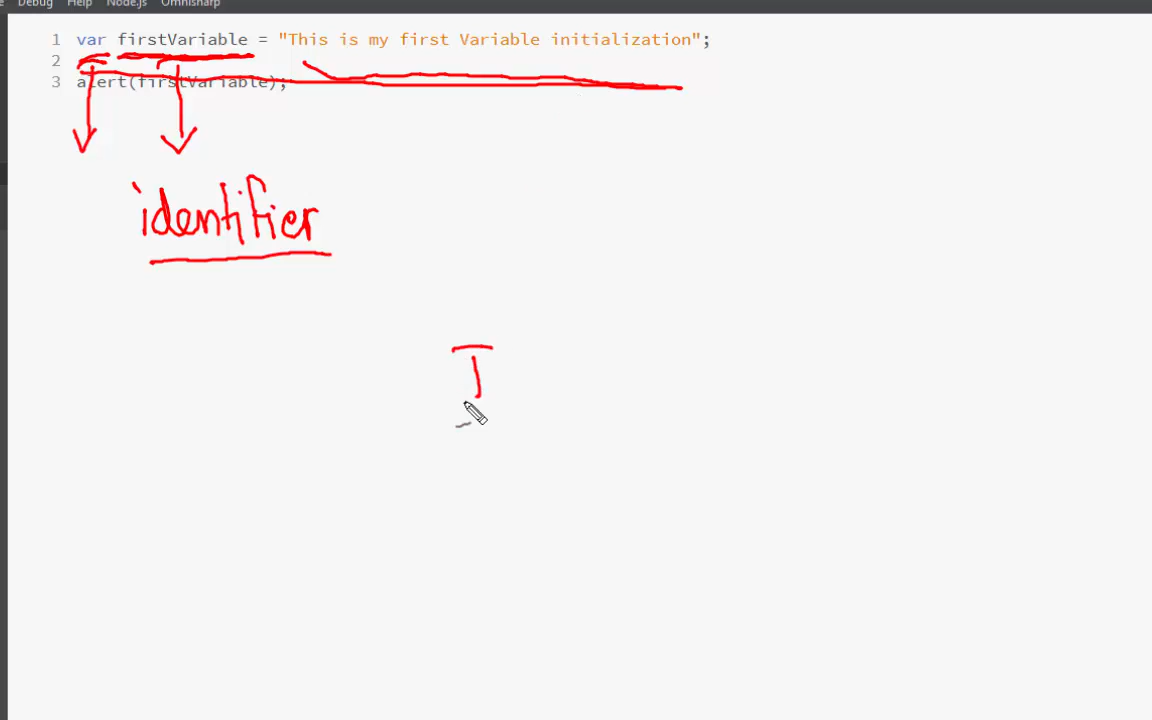 Debug Help Node.js Omnisharp
1 var firstVariable = "This is my first Variable initialization";
2
3 alert(firstVariable);
identifier
I